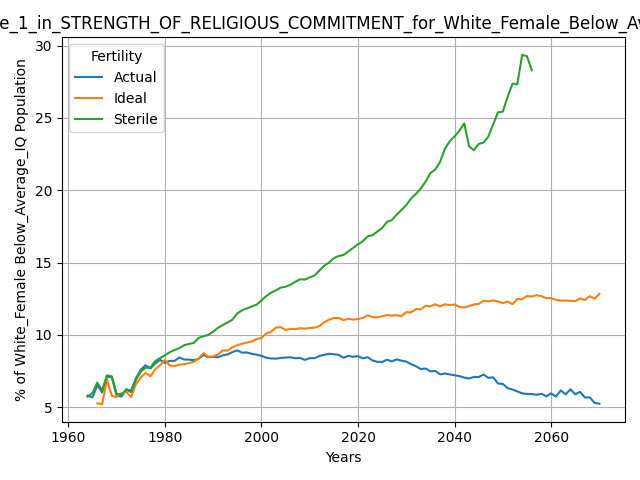 e_1_in_STRENGTH_OF_RELIGIOUS_COMMITMENT_for_White_Female_Below_Av
Fertility
Actual
Ideal
Sterile
% of White_Female Below_Average_IQ Population
30
25
20
15
10
5
1960 1980 2000 2020 2040 2060
Years